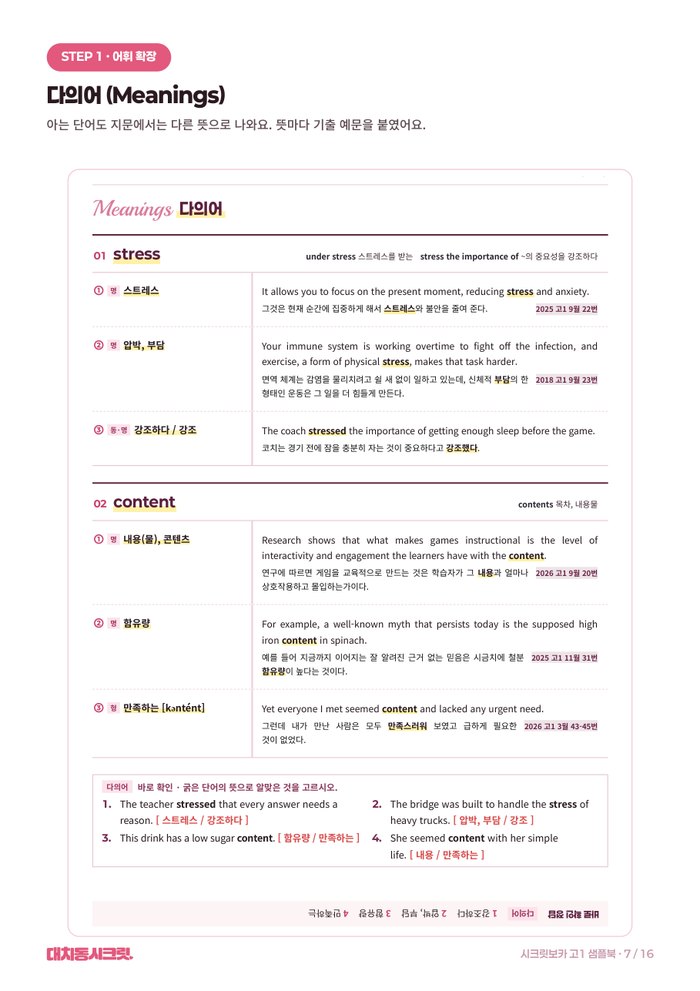 STEP 1 · 어휘 확장
다의어 (Meanings)
아는 단어도 지문에서는 다른 뜻으로 나와요. 뜻마다 기출 예문을 붙였어요.
Meanings 다의어
01 stress
under stress 스트레스를 받는 stress the importance of ~의 중요성을 강조하다
① 명 스트레스
It allows you to focus on the present moment, reducing stress and anxiety.
그것은 현재 순간에 집중하게 해서 스트레스와 불안을 줄여 준다. 2025 고1 9월 22번
② 명 압박, 부담
Your immune system is working overtime to fight off the infection, and
exercise, a form of physical stress, makes that task harder.
면역 체계는 감염을 물리치려고 쉴 새 없이 일하고 있는데, 신체적 부담의 한 2018 고1 9월 23번
형태인 운동은 그 일을 더 힘들게 만든다.
③ 동·명 강조하다 / 강조
The coach stressed the importance of getting enough sleep before the game.
코치는 경기 전에 잠을 충분히 자는 것이 중요하다고 강조했다.
02 content
contents 목차, 내용물
① 명 내용(물), 콘텐츠
Research shows that what makes games instructional is the level of
interactivity and engagement the learners have with the content.
연구에 따르면 게임을 교육적으로 만드는 것은 학습자가 그 내용과 얼마나 2026 고1 9월 20번
상호작용하고 몰입하는가이다.
② 명 함유량
For example, a well-known myth that persists today is the supposed high
iron content in spinach.
예를 들어 지금까지 이어지는 잘 알려진 근거 없는 믿음은 시금치에 철분 2025 고1 11월 31번
함유량이 높다는 것이다.
③ 형 만족하는 [kəntént]
Yet everyone I met seemed content and lacked any urgent need.
그런데 내가 만난 사람은 모두 만족스러워 보였고 급하게 필요한 2026 고1 3월 43-45번
것이 없었다.
다의어 바로 확인 · 굵은 단어의 뜻으로 알맞은 것을 고르시오.
1. The teacher stressed that every answer needs a
reason. [ 스트레스 / 강조하다 ]
2. The bridge was built to handle the stress of
heavy trucks. [ 압박, 부담 / 강조 ]
3. This drink has a low sugar content. [ 함유량 / 만족하는 ]
4. She seemed content with her simple
life. [ 내용 / 만족하는 ]
바로 확인 정답 다의어 1 강조하다 2 압박, 부담 3 함유량 4 만족하는
대치동시크릿.
시크릿보카 고1 샘플북 · 7 / 16